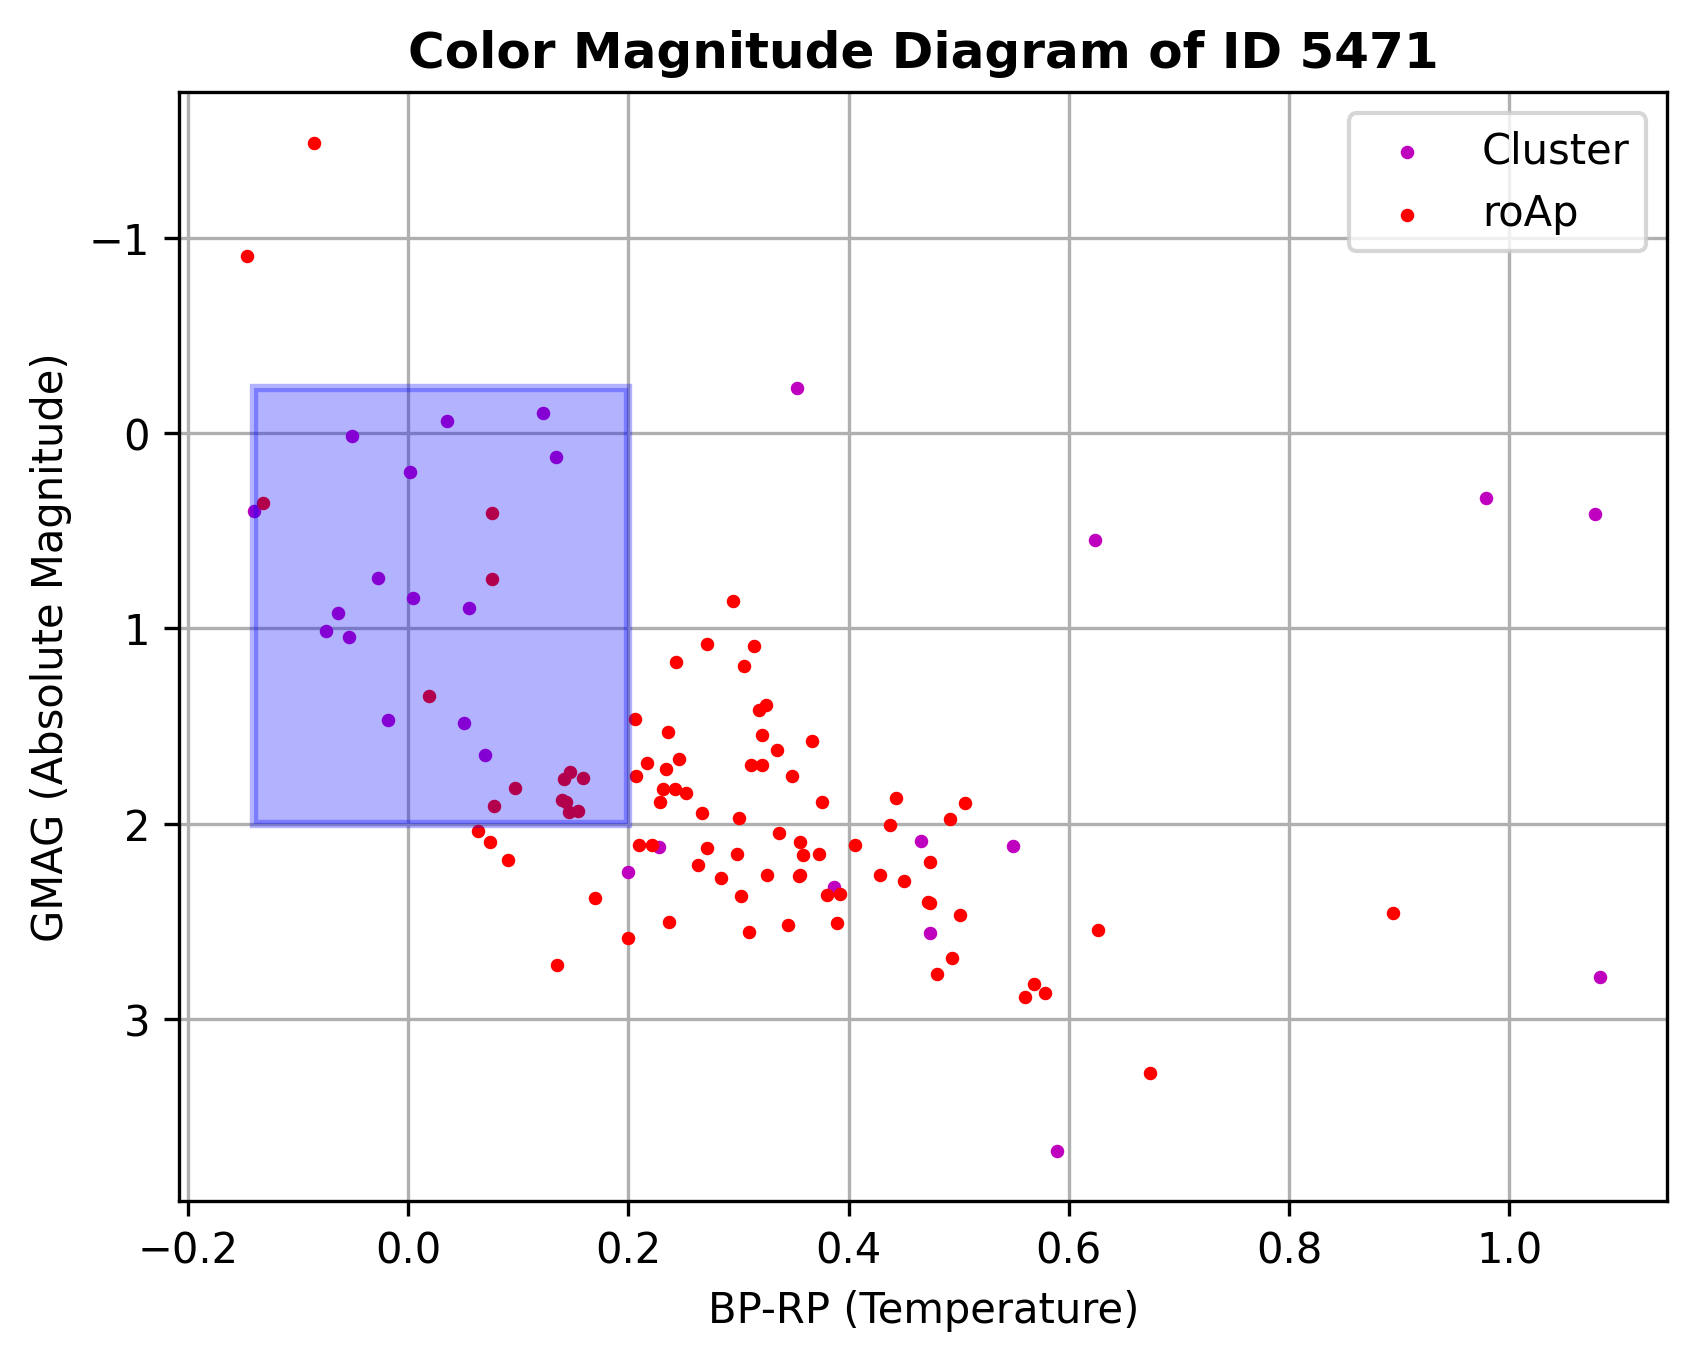 Color Magnitude Diagram of ID 5471
Cluster
roAp
GMAG (Absolute Magnitude)
−1
0
1
2
3
−0.2 0.0 0.2 0.4 0.6 0.8 1.0
BP-RP (Temperature)